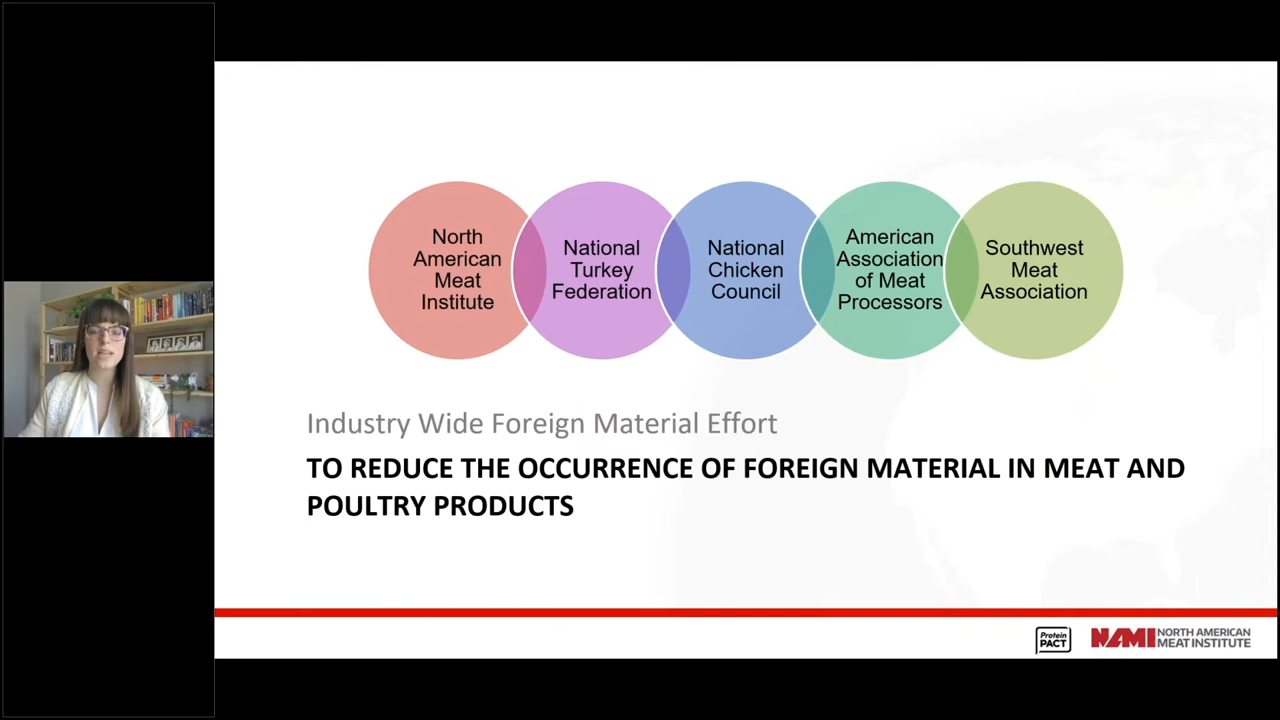 North
American
Meat
Institute
National
Turkey
Federation
National
Chicken
Council
American
Association
of Meat
Processors
Southwest
Meat
Association
Industry Wide Foreign Material Effort
TO REDUCE THE OCCURRENCE OF FOREIGN MATERIAL IN MEAT AND
POULTRY PRODUCTS
Protein
PACT
NAMI NORTH AMERICAN
MEAT INSTITUTE